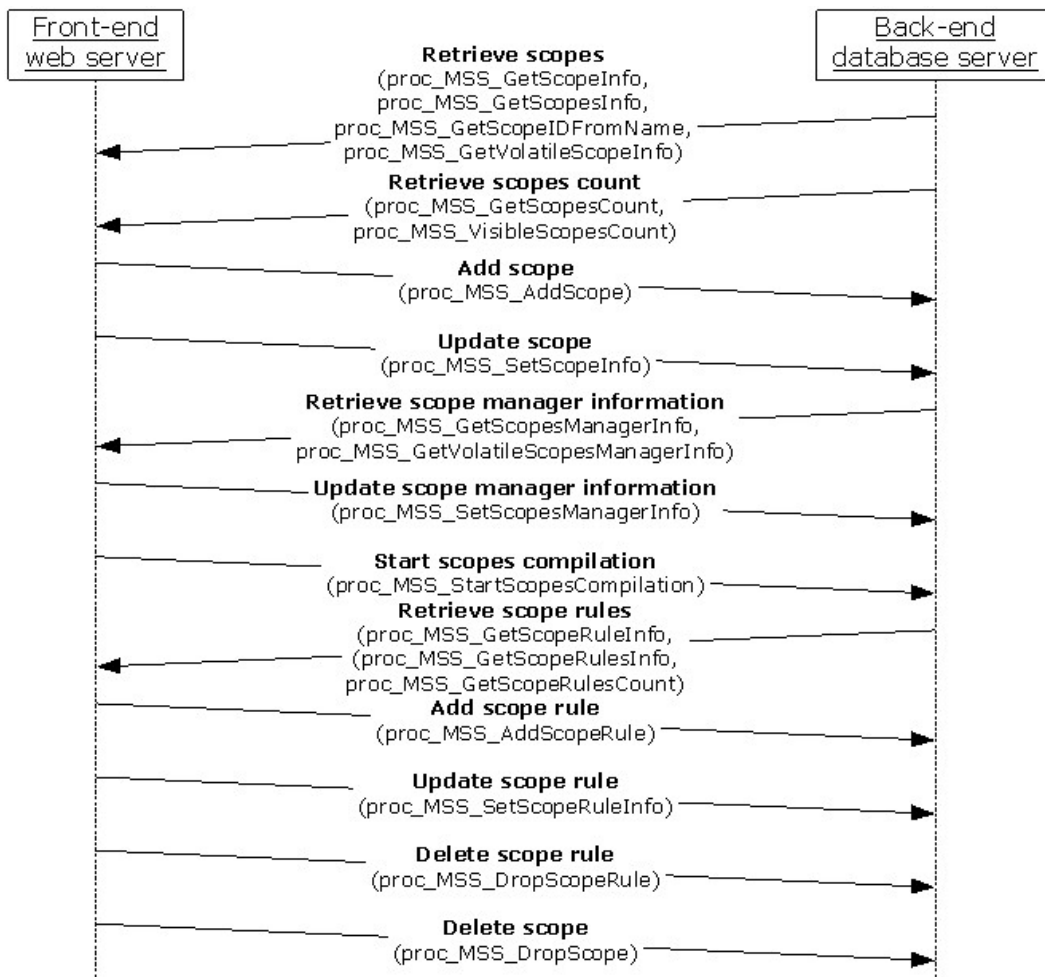 Front-end
web server
Back-end
database server
Retrieve scopes
(proc_MSS_GetScopeInfo,
proc_MSS_GetScopesInfo,
proc_MSS_GetScopeIDFromName,
proc_MSS_GetVolatileScopeInfo)
Retrieve scopes count
(proc_MSS_GetScopesCount,
proc_MSS_VisibleScopesCount)
Add scope
(proc_MSS_AddScope)
Update scope
(proc_MSS_SetScopeInfo)
Retrieve scope manager information
(proc_MSS_GetScopesManagerInfo,
proc_MSS_GetVolatileScopesManagerInfo)
Update scope manager information
(proc_MSS_SetScopesManagerInfo)
Start scopes compilation
(proc_MSS_StartScopesCompilation)
Retrieve scope rules
(proc_MSS_GetScopeRuleInfo,
(proc_MSS_GetScopeRulesInfo,
proc_MSS_GetScopeRulesCount)
Add scope rule
(proc_MSS_AddScopeRule)
Update scope rule
(proc_MSS_SetScopeRuleInfo)
Delete scope rule
(proc_MSS_DropScopeRule)
Delete scope
(proc_MSS_DropScope)